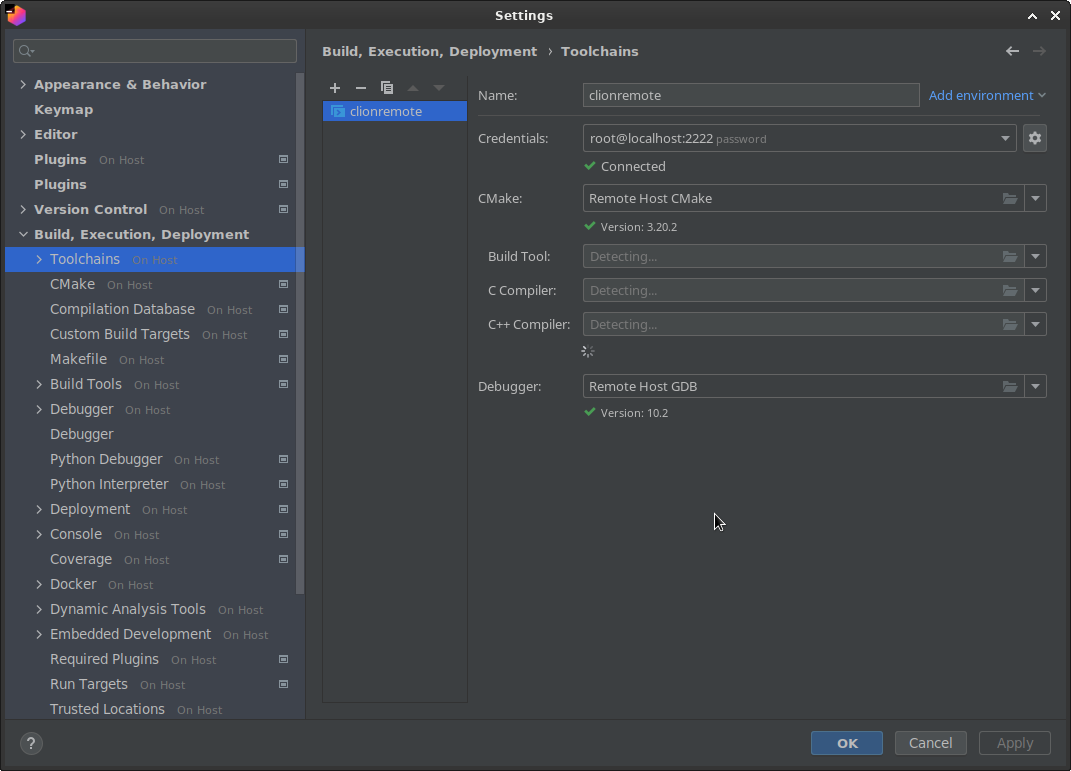 Settings
Appearance & Behavior
Keymap
Editor
Plugins On Host
Plugins
Version Control On Host
Build, Execution, Deployment
Toolchains On Host
CMake On Host
Compilation Database On Host
Custom Build Targets On Host
Makefile On Host
Build Tools On Host
Debugger On Host
Debugger
Python Debugger On Host
Python Interpreter On Host
Deployment On Host
Console On Host
Coverage On Host
Docker On Host
Dynamic Analysis Tools On Host
Embedded Development On Host
Required Plugins On Host
Run Targets On Host
Trusted Locations On Host
Build, Execution, Deployment › Toolchains
clionremote
Name: clionremote Add environment
Credentials: root@localhost:2222 password
Connected
CMake: Remote Host CMake
Version: 3.20.2
Build Tool: Detecting...
C Compiler: Detecting...
C++ Compiler: Detecting...
Debugger: Remote Host GDB
Version: 10.2
? OK Cancel Apply